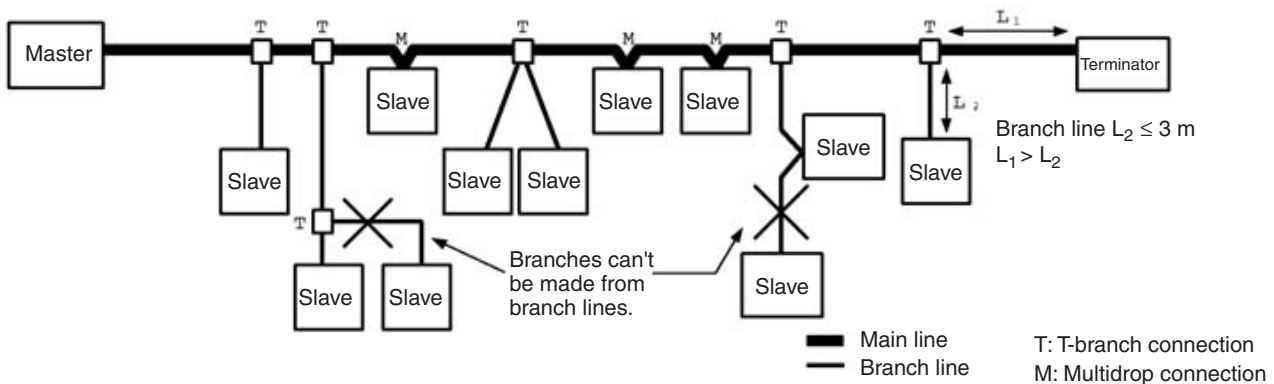 T T M T M M T T L₁
Master
Terminator
Slave Slave Slave
L₂
Branch line L₂ ≤ 3 m
L₁ > L₂
Slave Slave Slave Slave Slave
T
Branches can't
be made from
branch lines.
Slave Slave Slave
Main line
Branch line
T: T-branch connection
M: Multidrop connection